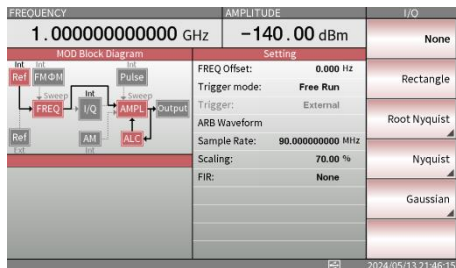 FREQUENCY
AMPLITUDE
I/Q
1.000000000000 GHz
-140.00 dBm
MOD Block Diagram
Int
Int
Int
Ref
FMΦM
Pulse
Sweep
Int
Sweep
FREQ
I/Q
AMPL
Output
Ref
AM
ALC
Ext
Int
Setting
FREQ Offset: 0.000 Hz
Trigger mode: Free Run
Trigger: External
ARB Waveform
Sample Rate: 90.000000000 MHz
Scaling: 70.00 %
FIR: None
None
Rectangle
Root Nyquist
Nyquist
Gaussian
2024/05/13 21:46:15